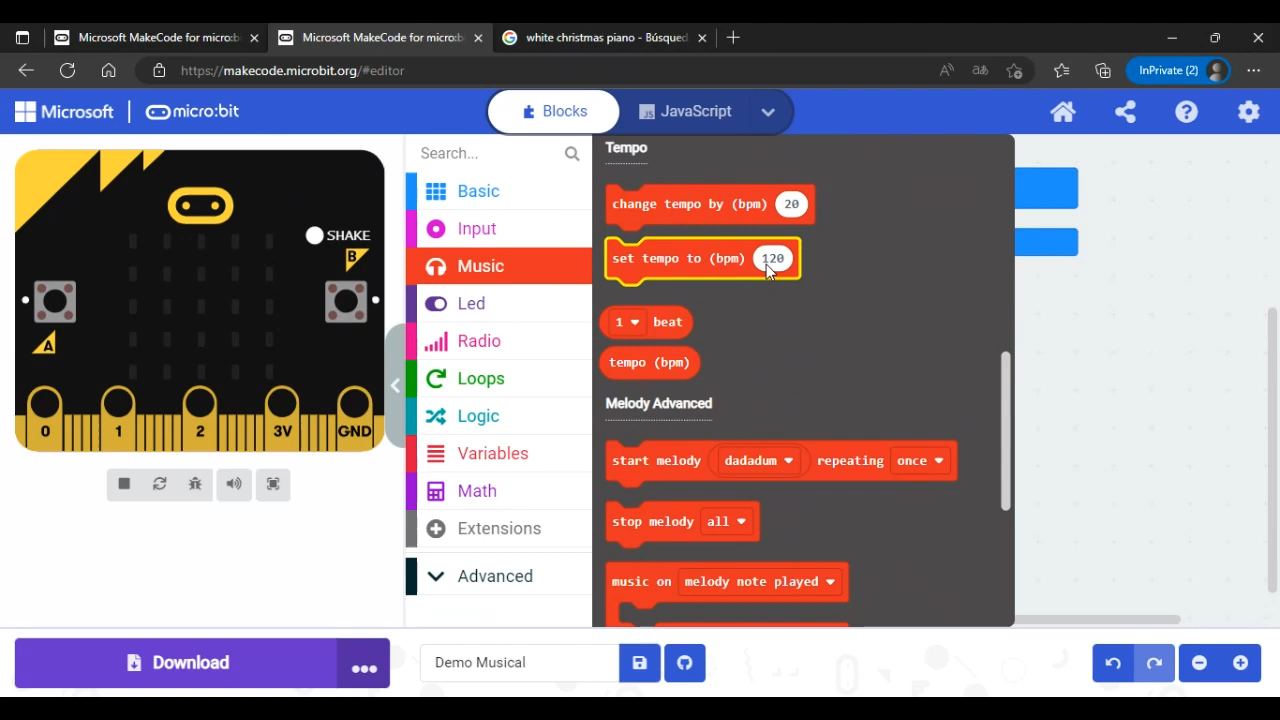 Microsoft MakeCode for micro:b
Microsoft MakeCode for micro:b
white christmas piano - Búsqued
https://makecode.microbit.org/#editor
InPrivate (2)
Microsoft
micro:bit
Blocks
JavaScript
SHAKE
B
A
0
1
2
3V
GND
Search...
Basic
Input
Music
Led
Radio
Loops
Logic
Variables
Math
Extensions
Advanced
Tempo
change tempo by (bpm) 20
set tempo to (bpm) 120
1 beat
tempo (bpm)
Melody Advanced
start melody dadadum repeating once
stop melody all
music on melody note played
Download
Demo Musical